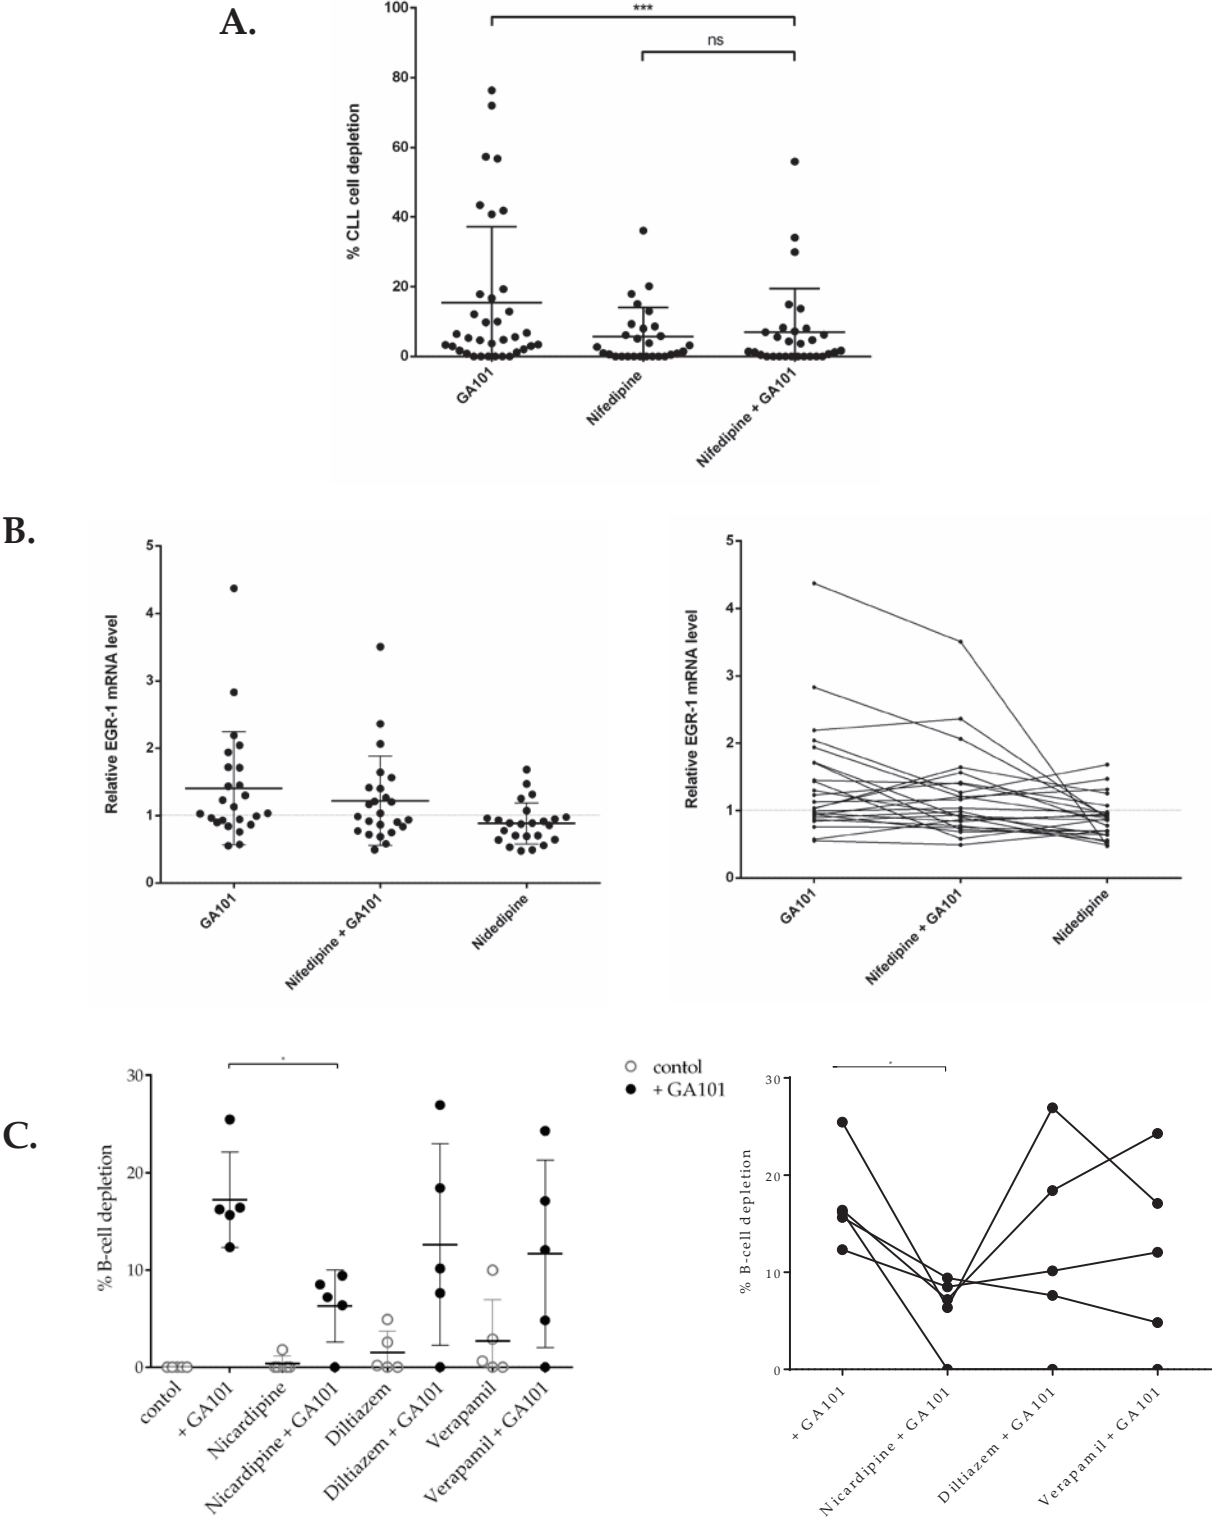 A.
100
80
60
40
20
0
% CLL cell depletion
***
ns
GA101
Nifedipine
Nifedipine + GA101
B.
5
4
3
2
1
0
Relative EGR-1 mRNA level
GA101
Nifedipine + GA101
Nidedipine
5
4
3
2
1
0
Relative EGR-1 mRNA level
GA101
Nifedipine + GA101
Nidedipine
C.
30
20
10
0
% B-cell depletion
*
contol
+ GA101
Nicardipine
Nicardipine + GA101
Diltiazem
Diltiazem + GA101
Verapamil
Verapamil + GA101
contol
+ GA101
30
20
10
0
% B-cell depletion
*
+ GA101
Nicardipine + GA101
Diltiazem + GA101
Verapamil + GA101